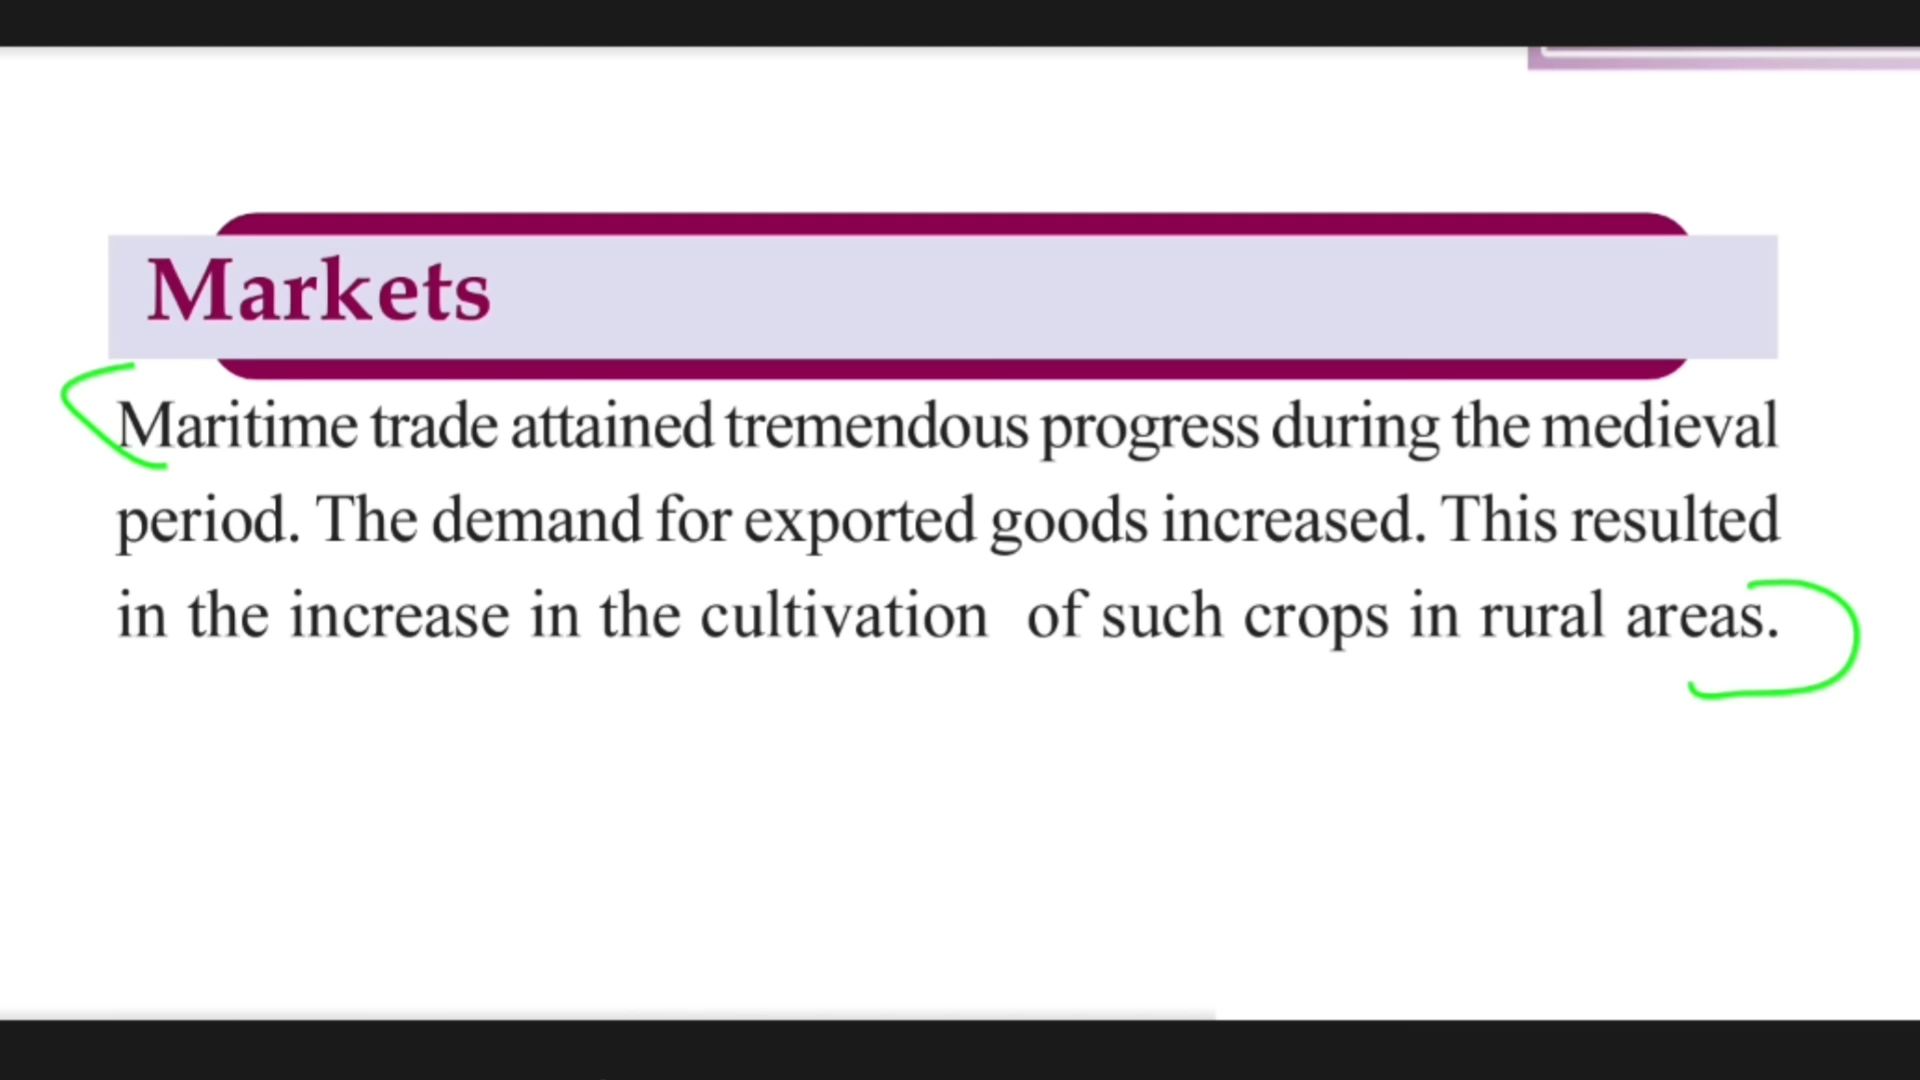 Markets
Maritime trade attained tremendous progress during the medieval
period. The demand for exported goods increased. This resulted
in the increase in the cultivation of such crops in rural areas.